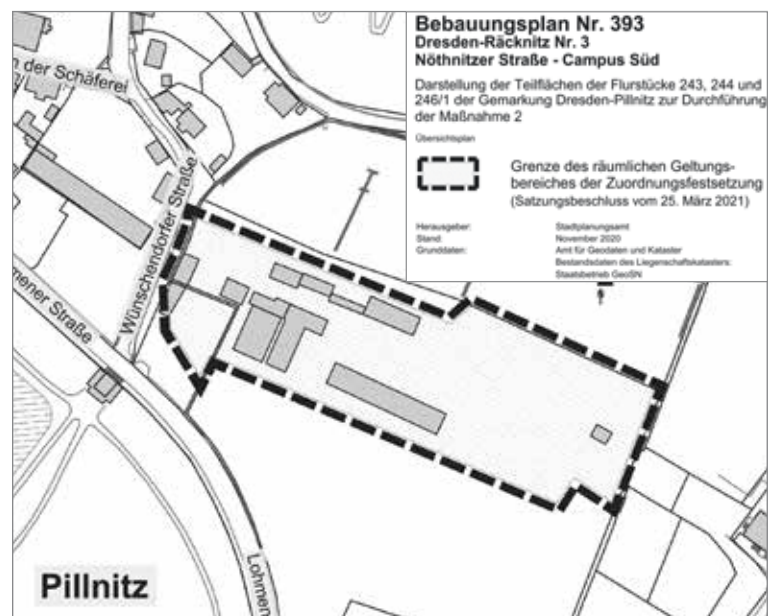 Bebauungsplan Nr. 393
Dresden-Räcknitz Nr. 3
Nöthnitzer Straße - Campus Süd
Darstellung der Teilflächen der Flurstücke 243, 244 und
246/1 der Gemarkung Dresden-Pillnitz zur Durchführung
der Maßnahme 2
Übersichtsplan
Grenze des räumlichen Geltungs-
bereiches der Zuordnungsfestsetzung
(Satzungsbeschluss vom 25. März 2021)
Herausgeber: Stadtplanungsamt
Stand: November 2020
Grunddaten: Amt für Geodaten und Kataster
Bestandsdaten des Liegenschaftskatasters:
Staatsbetrieb GeoSN
n der Schäferei
Wünschendorfer Straße
mener Straße
Lohmen
Pillnitz